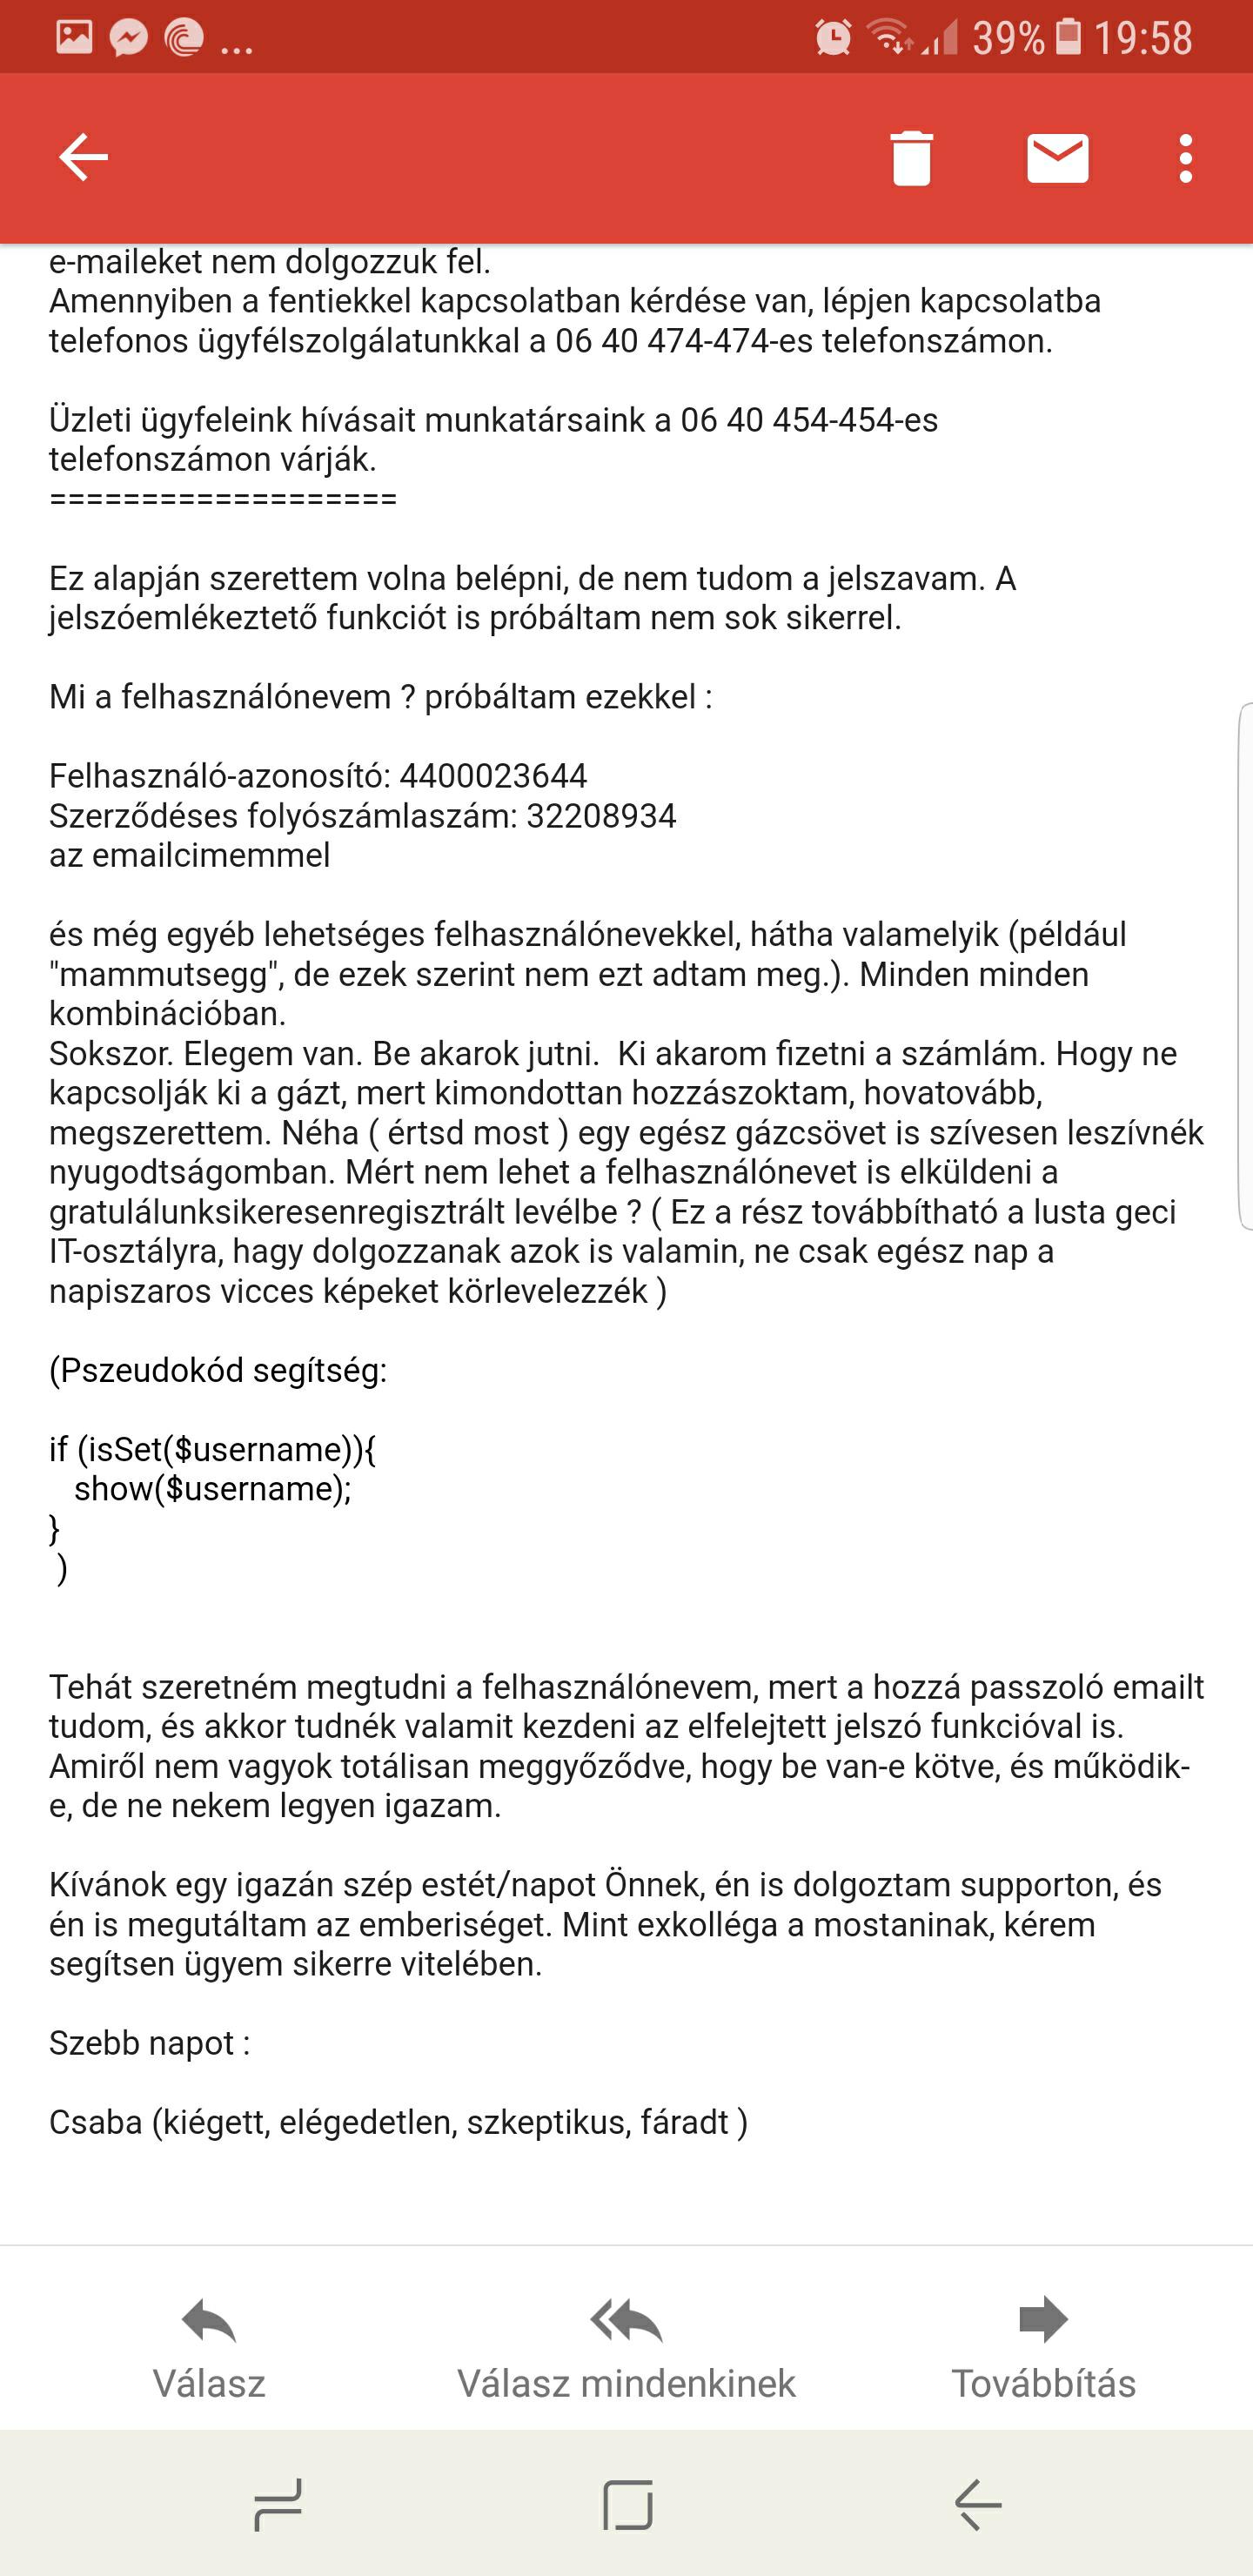 ... 39% 19:58
e-maileket nem dolgozzuk fel.
Amennyiben a fentiekkel kapcsolatban kérdése van, lépjen kapcsolatba
telefonos ügyfélszolgálatunkkal a 06 40 474-474-es telefonszámon.
Üzleti ügyfeleink hívásait munkatársaink a 06 40 454-454-es
telefonszámon várják.
===================
Ez alapján szerettem volna belépni, de nem tudom a jelszavam. A
jelszóemlékeztető funkciót is próbáltam nem sok sikerrel.
Mi a felhasználónevem ? próbáltam ezekkel :
Felhasználó-azonosító: 4400023644
Szerződéses folyószámlaszám: 32208934
az emailcimemmel
és még egyéb lehetséges felhasználónevekkel, hátha valamelyik (például
"mammutsegg", de ezek szerint nem ezt adtam meg.). Minden minden
kombinációban.
Sokszor. Elegem van. Be akarok jutni.  Ki akarom fizetni a számlám. Hogy ne
kapcsolják ki a gázt, mert kimondottan hozzászoktam, hovatovább,
megszerettem. Néha ( értsd most ) egy egész gázcsövet is szívesen leszívnék
nyugodtságomban. Mért nem lehet a felhasználónevet is elküldeni a
gratulálunksikeresenregisztrált levélbe ? ( Ez a rész továbbítható a lusta geci
IT-osztályra, hagy dolgozzanak azok is valamin, ne csak egész nap a
napiszaros vicces képeket körlevelezzék )
(Pszeudokód segítség:
if (isSet($username)){
show($username);
}
)
Tehát szeretném megtudni a felhasználónevem, mert a hozzá passzoló emailt
tudom, és akkor tudnék valamit kezdeni az elfelejtett jelszó funkcióval is.
Amiről nem vagyok totálisan meggyőződve, hogy be van-e kötve, és működik-
e, de ne nekem legyen igazam.
Kívánok egy igazán szép estét/napot Önnek, én is dolgoztam supporton, és
én is megutáltam az emberiséget. Mint exkolléga a mostaninak, kérem
segítsen ügyem sikerre vitelében.
Szebb napot :
Csaba (kiégett, elégedetlen, szkeptikus, fáradt )
Válasz Válasz mindenkinek Továbbítás